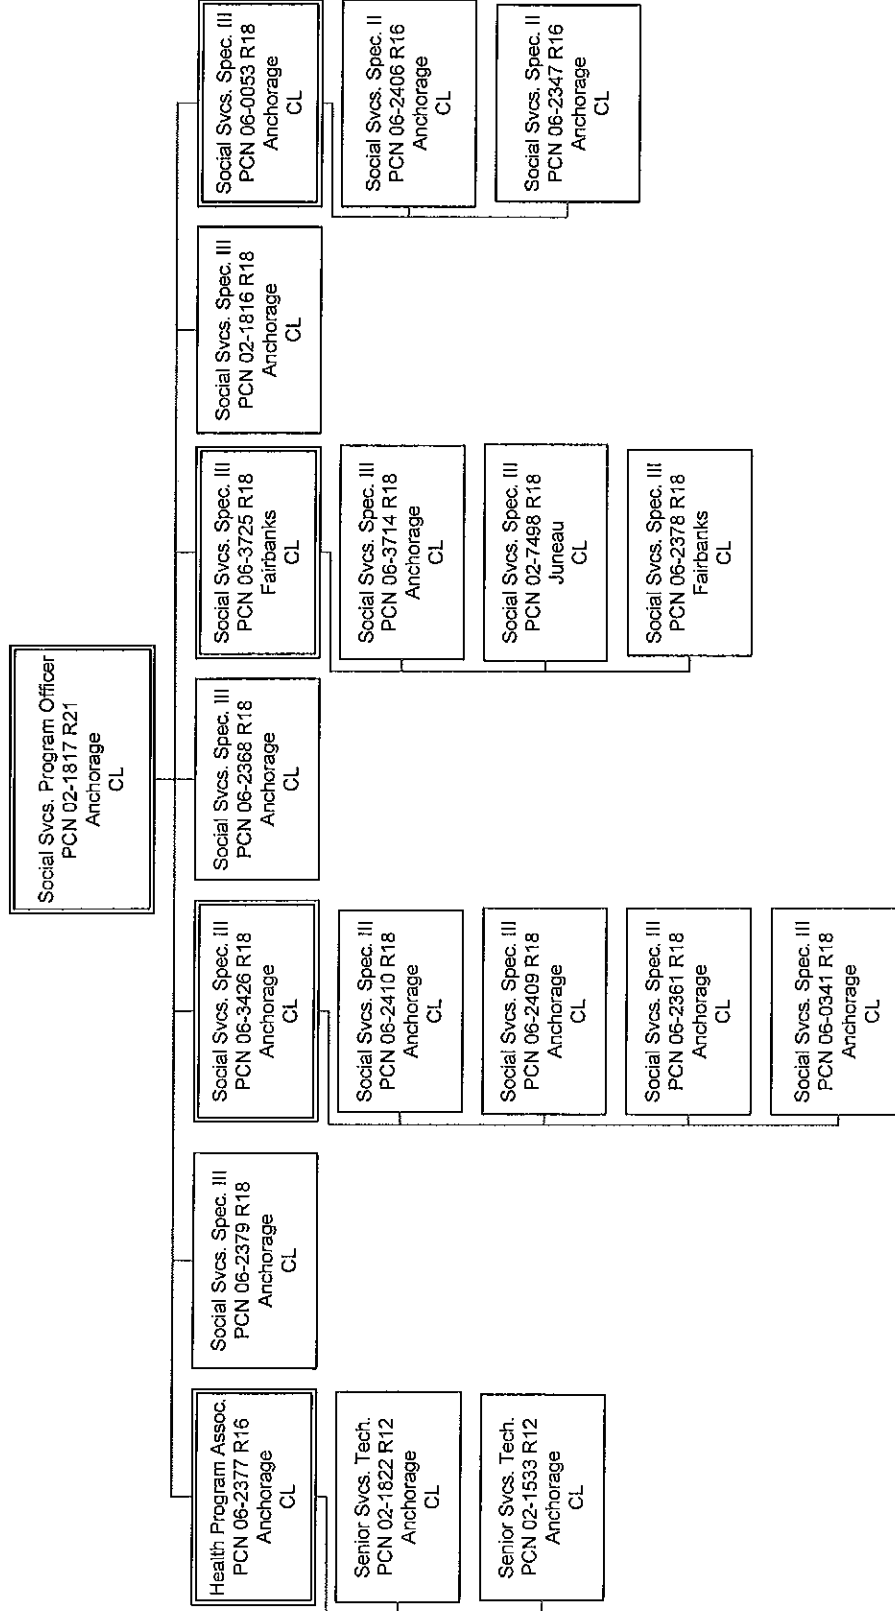 Social Svcs. Program Officer
PCN 02-1817 R21
Anchorage
CL
Health Program Assoc.
PCN 06-2377 R16
Anchorage
CL
Senior Svcs. Tech.
PCN 02-1822 R12
Anchorage
CL
Senior Svcs. Tech.
PCN 02-1533 R12
Anchorage
CL
Social Svcs. Spec. III
PCN 06-2379 R18
Anchorage
CL
Social Svcs. Spec. III
PCN 06-3426 R18
Anchorage
CL
Social Svcs. Spec. III
PCN 06-2410 R18
Anchorage
CL
Social Svcs. Spec. III
PCN 06-2409 R18
Anchorage
CL
Social Svcs. Spec. III
PCN 06-2361 R18
Anchorage
CL
Social Svcs. Spec. III
PCN 06-0341 R18
Anchorage
CL
Social Svcs. Spec. III
PCN 06-2368 R18
Anchorage
CL
Social Svcs. Spec. III
PCN 06-3725 R18
Fairbanks
CL
Social Svcs. Spec. III
PCN 06-3714 R18
Anchorage
CL
Social Svcs. Spec. III
PCN 02-7498 R18
Juneau
CL
Social Svcs. Spec. III
PCN 06-2378 R18
Fairbanks
CL
Social Svcs. Spec. III
PCN 02-1816 R18
Anchorage
CL
Social Svcs. Spec. III
PCN 06-0053 R18
Anchorage
CL
Social Svcs. Spec. II
PCN 06-2406 R16
Anchorage
CL
Social Svcs. Spec. II
PCN 06-2347 R16
Anchorage
CL